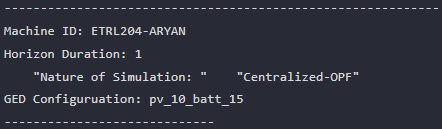 ------------------------------------------------------------
Machine ID: ETRL204-ARYAN
Horizon Duration: 1
    "Nature of Simulation: "    "Centralized-OPF"
GED Configuruation: pv_10_batt_15
-----------------------------